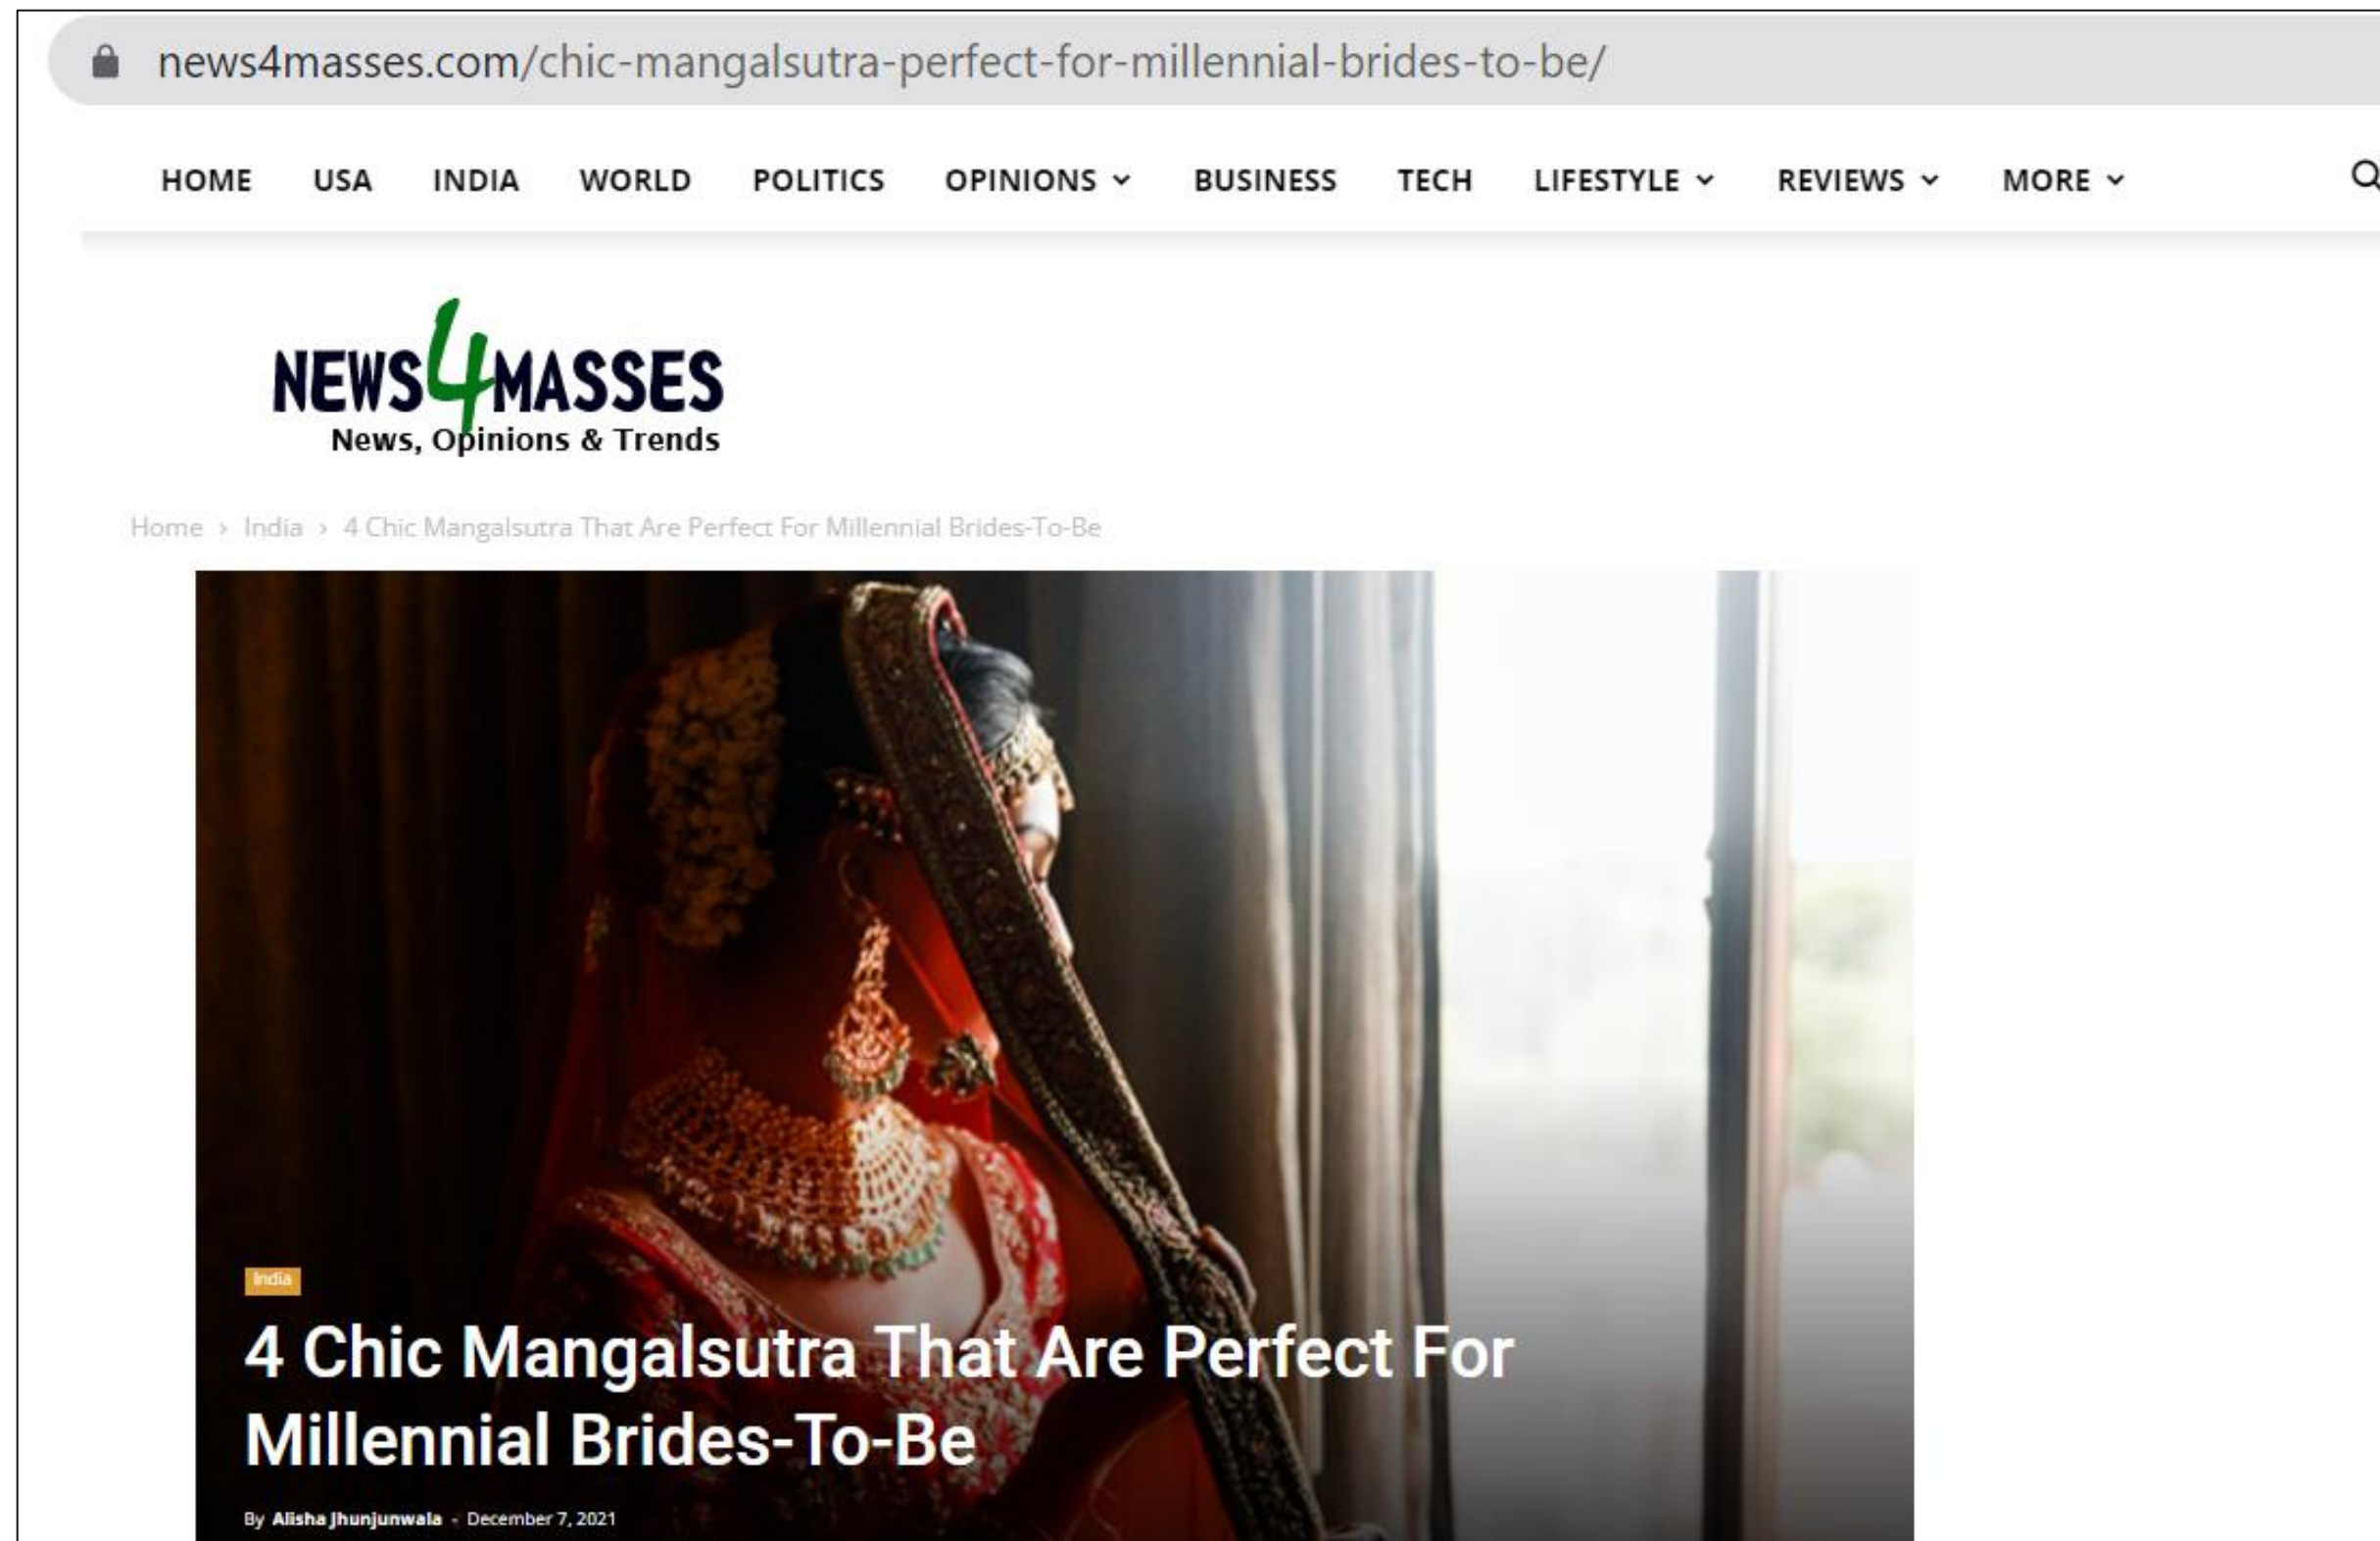 news4masses.com/chic-mangalsutra-perfect-for-millennial-brides-to-be/
HOME USA INDIA WORLD POLITICS OPINIONS BUSINESS TECH LIFESTYLE REVIEWS MORE
NEWS4MASSES
News, Opinions & Trends
Home > India > 4 Chic Mangalsutra That Are Perfect For Millennial Brides-To-Be
India
4 Chic Mangalsutra That Are Perfect For
Millennial Brides-To-Be
By Alisha Jhunjunwala - December 7, 2021